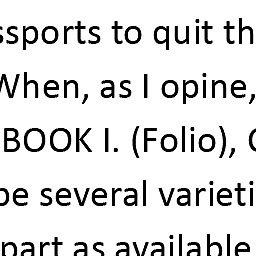 ssports to quit th
When, as I opine,
BOOK I. (Folio),
be several varieti
part as available